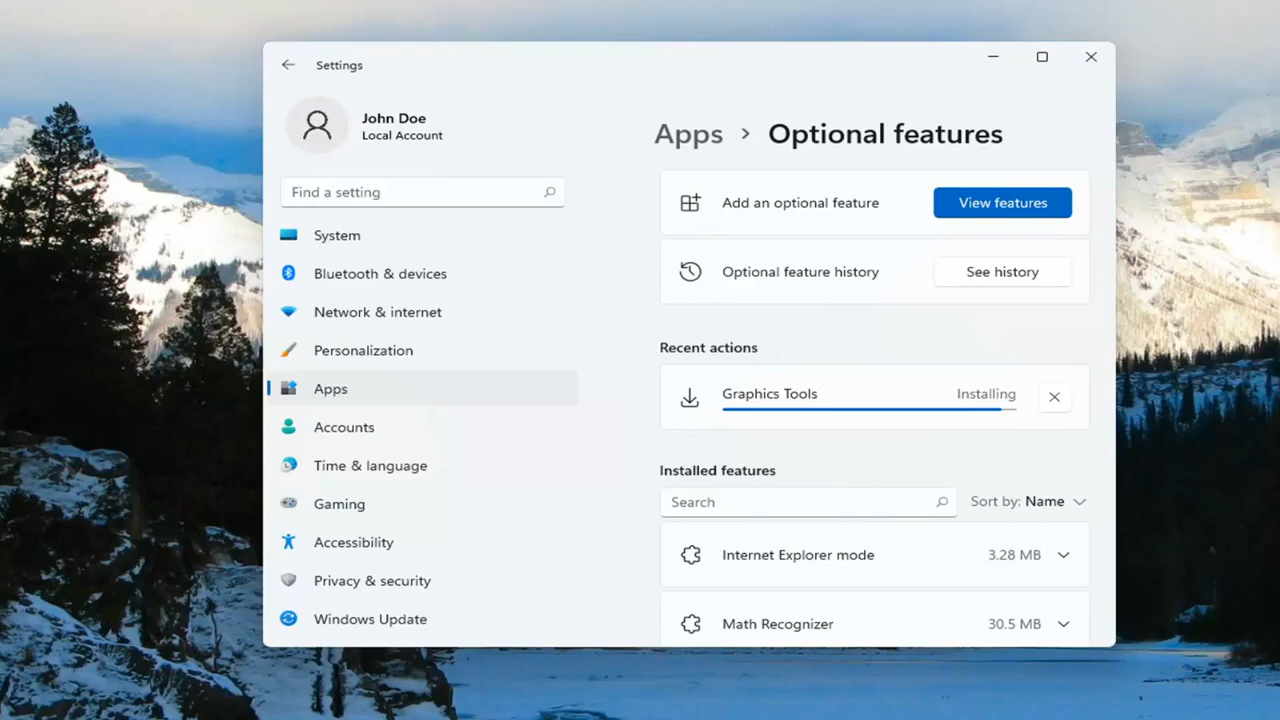 Settings
John Doe
Local Account
Find a setting
System
Bluetooth & devices
Network & internet
Personalization
Apps
Accounts
Time & language
Gaming
Accessibility
Privacy & security
Windows Update
Apps > Optional features
Add an optional feature View features
Optional feature history See history
Recent actions
Graphics Tools Installing
Installed features
Search Sort by: Name
Internet Explorer mode 3.28 MB
Math Recognizer 30.5 MB